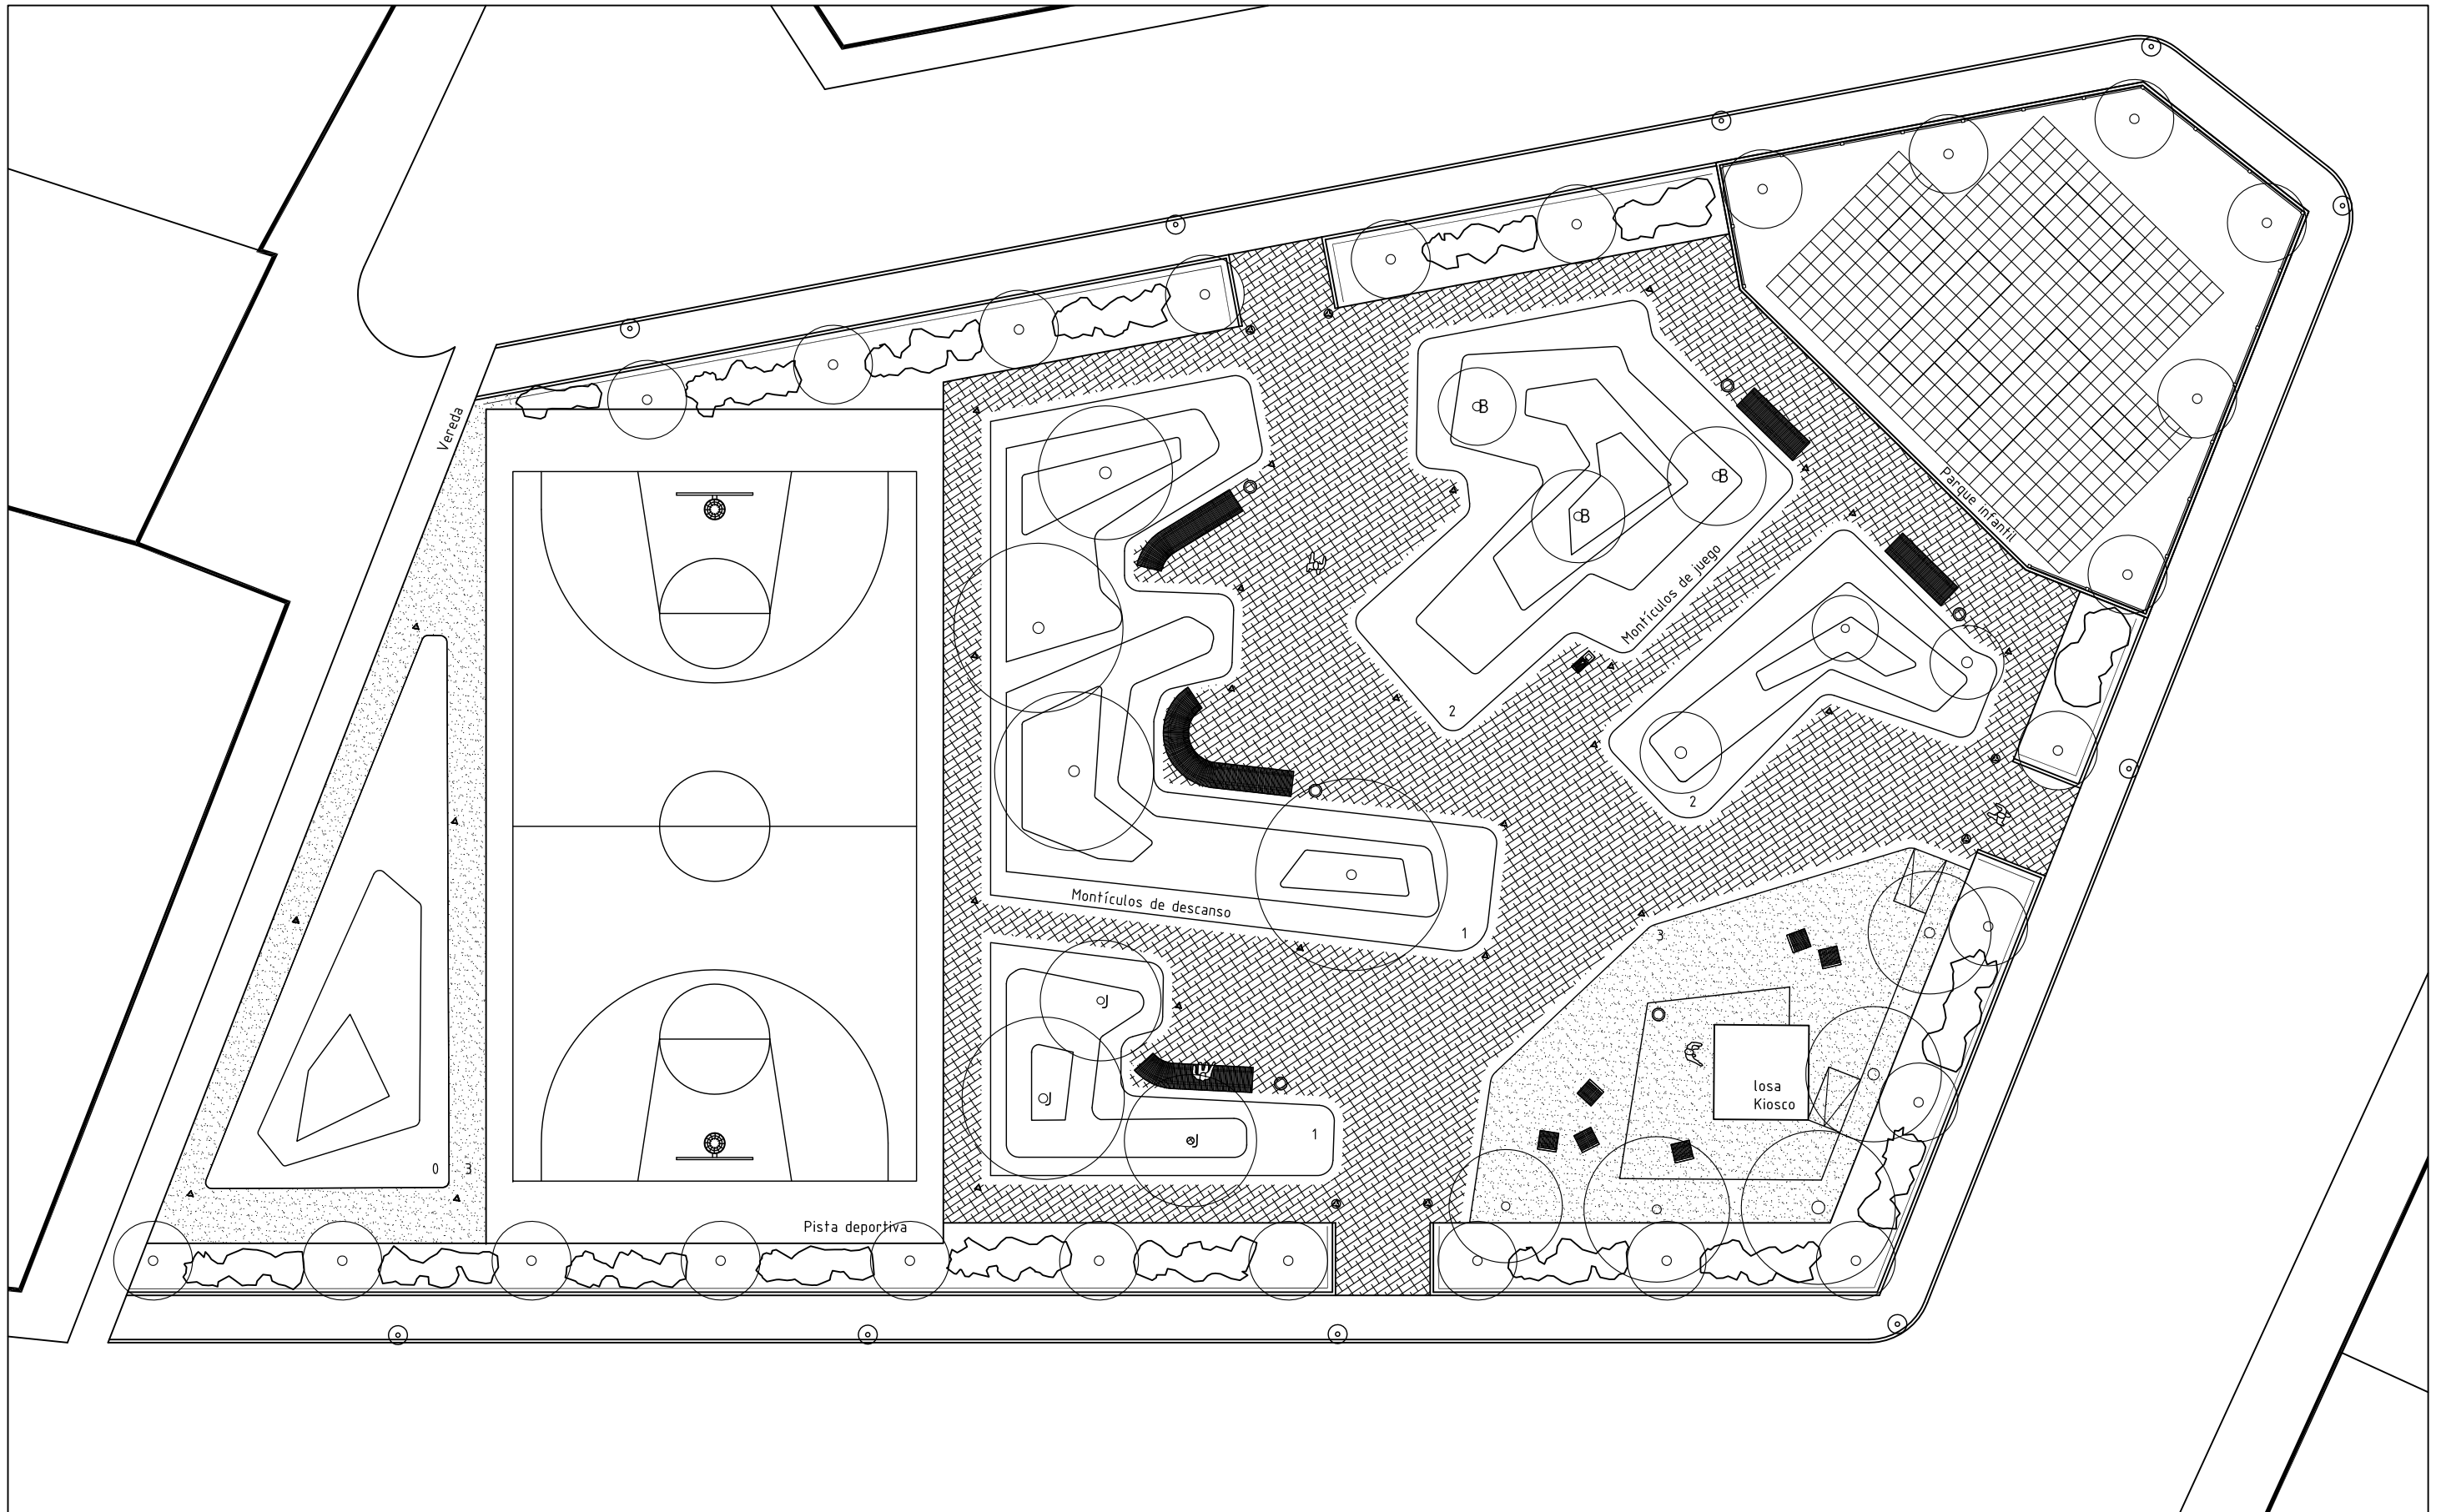 Vereda
B
B
B
Parque infantil
Montículos de juego
2
2
Montículos de descanso
1
3
J
J
losa
Kiosco
J
1
0
3
Pista deportiva